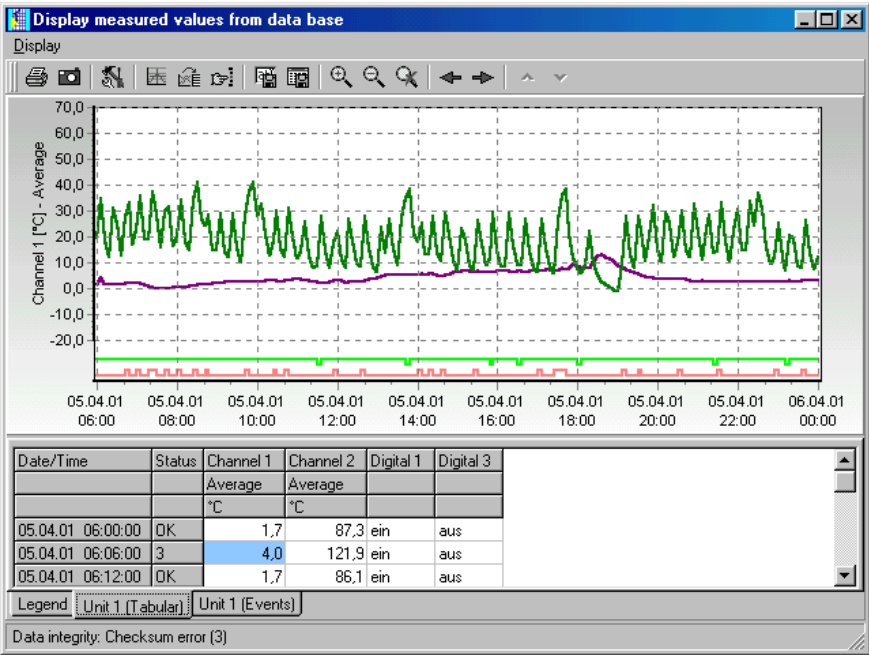 Display measured values from data base
Display
Channel 1 [°C] - Average
70,0
60,0
50,0
40,0
30,0
20,0
10,0
0,0
-10,0
-20,0
05.04.01 05.04.01 05.04.01 05.04.01 05.04.01 05.04.01 05.04.01 05.04.01 05.04.01 06.04.01
06:00 08:00 10:00 12:00 14:00 16:00 18:00 20:00 22:00 00:00
Date/Time Status Channel 1 Channel 2 Digital 1 Digital 3
Average Average
°C °C
05.04.01 06:00:00 OK 1,7 87,3 ein aus
05.04.01 06:06:00 3 4,0 121,9 ein aus
05.04.01 06:12:00 OK 1,7 86,1 ein aus
Legend Unit 1 (Tabular) Unit 1 (Events)
Data integrity: Checksum error (3)